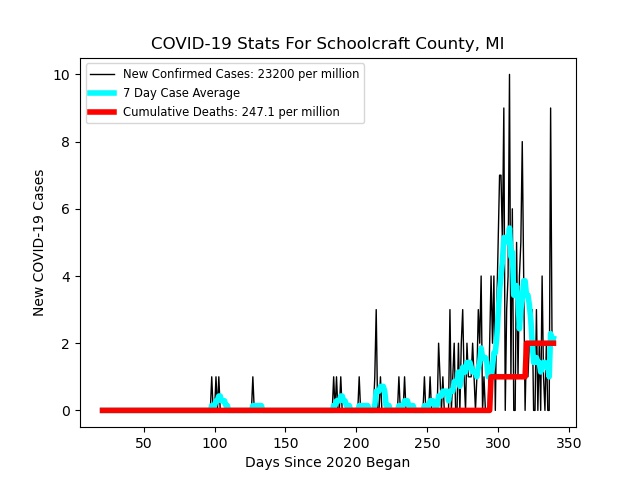 COVID-19 Stats For Schoolcraft County, MI
New Confirmed Cases: 23200 per million
7 Day Case Average
Cumulative Deaths: 247.1 per million
New COVID-19 Cases
10
8
6
4
2
0
50 100 150 200 250 300 350
Days Since 2020 Began